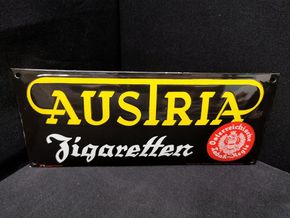 AUSTRIA
Zigaretten
Österreichische
Tabak-Regie